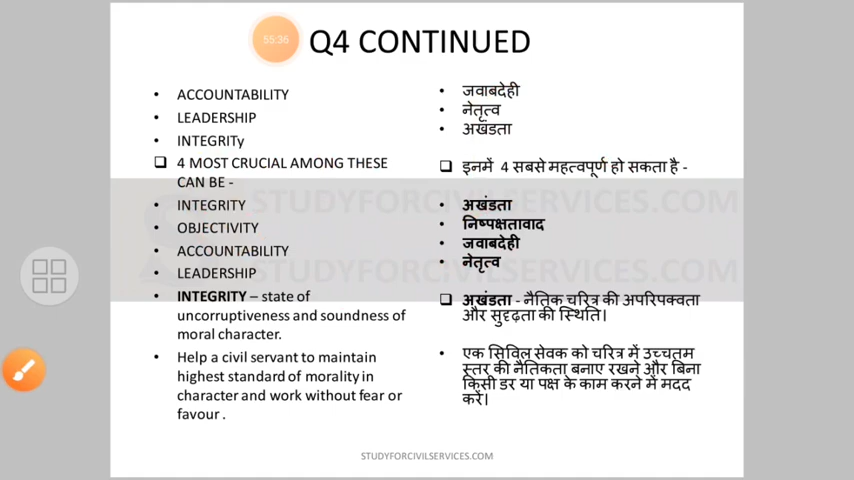 55:36
Q4 CONTINUED
• ACCOUNTABILITY
• LEADERSHIP
• INTEGRITy
❑ 4 MOST CRUCIAL AMONG THESE
CAN BE -
• INTEGRITY
• OBJECTIVITY
• ACCOUNTABILITY
• LEADERSHIP
• INTEGRITY – state of
uncorruptiveness and soundness of
moral character.
• Help a civil servant to maintain
highest standard of morality in
character and work without fear or
favour .
• जवाबदेही
• नेतृत्व
• अखंडता
❑ इनमें 4 सबसे महत्वपूर्ण हो सकता है -
• अखंडता
• निष्पक्षतावाद
• जवाबदेही
• नेतृत्व
❑ अखंडता - नैतिक चरित्र की अपरिपक्वता
और सुदृढ़ता की स्थिति।
• एक सिविल सेवक को चरित्र में उच्चतम
स्तर की नैतिकता बनाए रखने और बिना
किसी डर या पक्ष के काम करने में मदद
करें।
STUDYFORCIVILSERVICES.COM
STUDYFORCIVILSERVICES.COM
STUDYFORCIVILSERVICES.COM